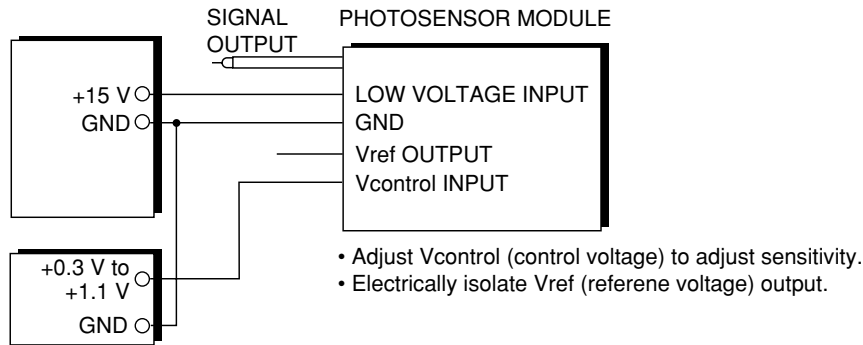 SIGNAL
OUTPUT
PHOTOSENSOR MODULE
+15 V
GND
LOW VOLTAGE INPUT
GND
Vref OUTPUT
Vcontrol INPUT
+0.3 V to
+1.1 V
GND
• Adjust Vcontrol (control voltage) to adjust sensitivity.
• Electrically isolate Vref (referene voltage) output.